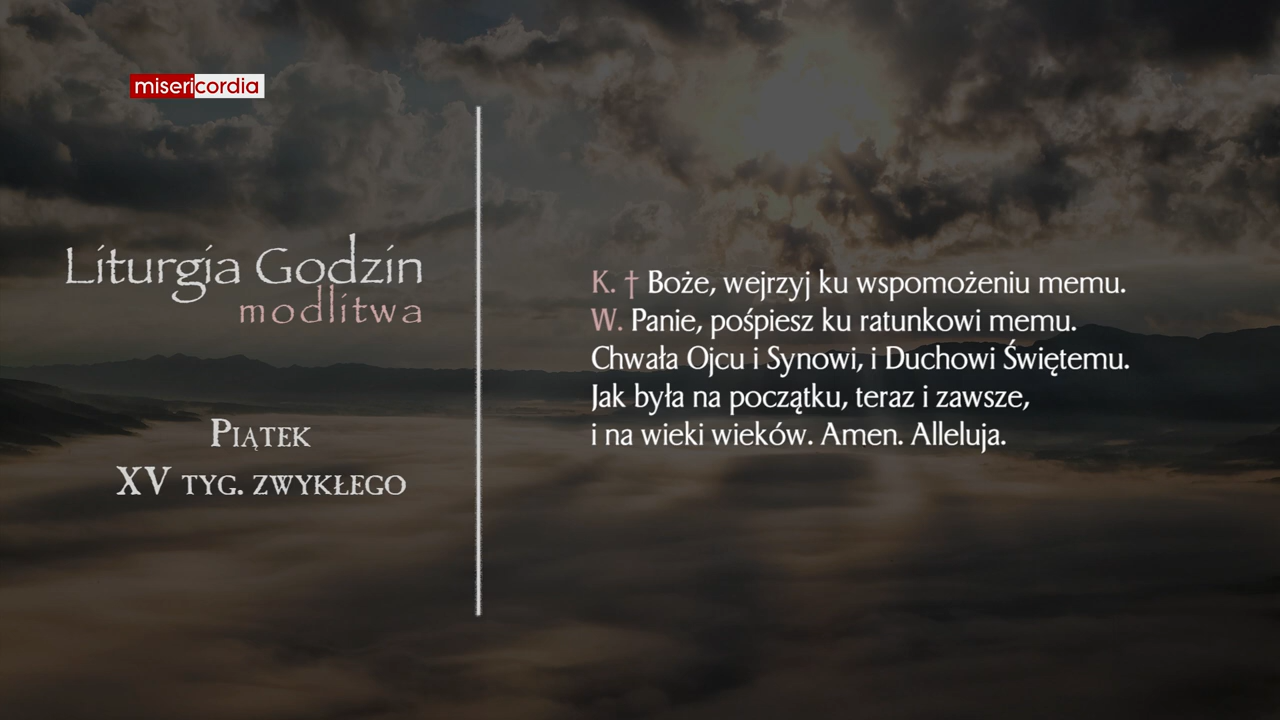 misericordia
Liturgia Godzin
modlitwa
Piątek
XV tyg. zwykłego
K. † Boże, wejrzyj ku wspomożeniu memu.
W. Panie, pośpiesz ku ratunkowi memu.
Chwała Ojcu i Synowi, i Duchowi Świętemu.
Jak była na początku, teraz i zawsze,
i na wieki wieków. Amen. Alleluja.